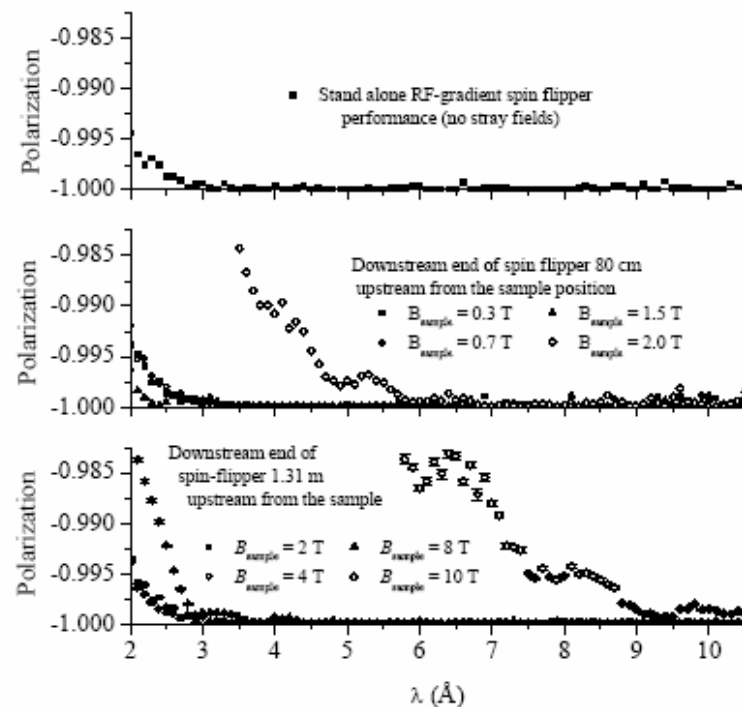 -0.985
-0.990
-0.995
-1.000
Polarization
■ Stand alone RF-gradient spin flipper
performance (no stray fields)
-0.985
-0.990
-0.995
-1.000
Polarization
Downstream end of spin flipper 80 cm
upstream from the sample position
B_sample = 0.3 T
B_sample = 1.5 T
B_sample = 0.7 T
B_sample = 2.0 T
-0.985
-0.990
-0.995
-1.000
Polarization
Downstream end of
spin-flipper 1.31 m
upstream from the sample
B_sample = 2 T
B_sample = 8 T
B_sample = 4 T
B_sample = 10 T
2 3 4 5 6 7 8 9 10
λ (Å)